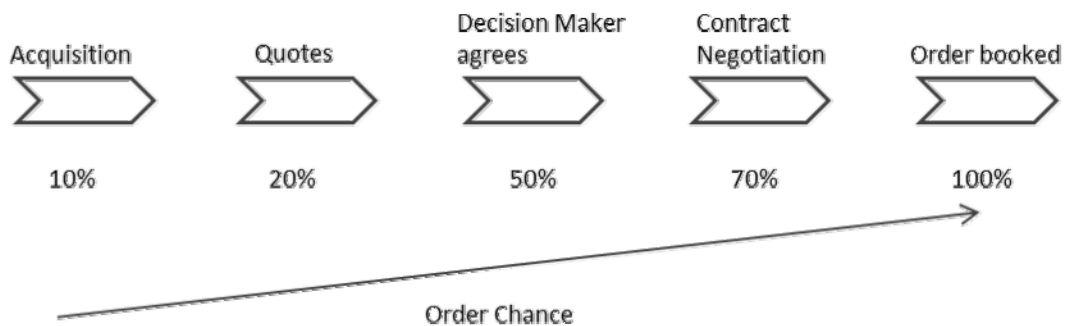 Acquisition
Quotes
Decision Maker
agrees
Contract
Negotiation
Order booked
10%
20%
50%
70%
100%
Order Chance